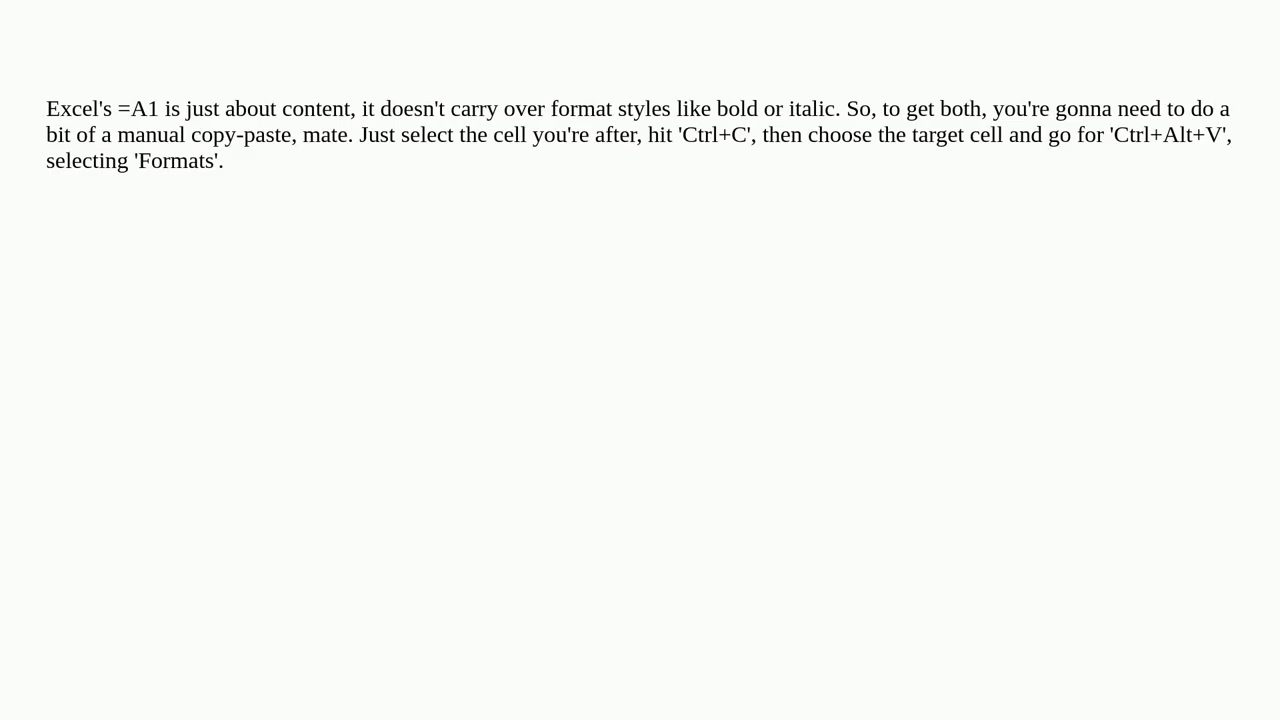 Excel's =A1 is just about content, it doesn't carry over format styles like bold or italic. So, to get both, you're gonna need to do a
bit of a manual copy-paste, mate. Just select the cell you're after, hit 'Ctrl+C', then choose the target cell and go for 'Ctrl+Alt+V',
selecting 'Formats'.